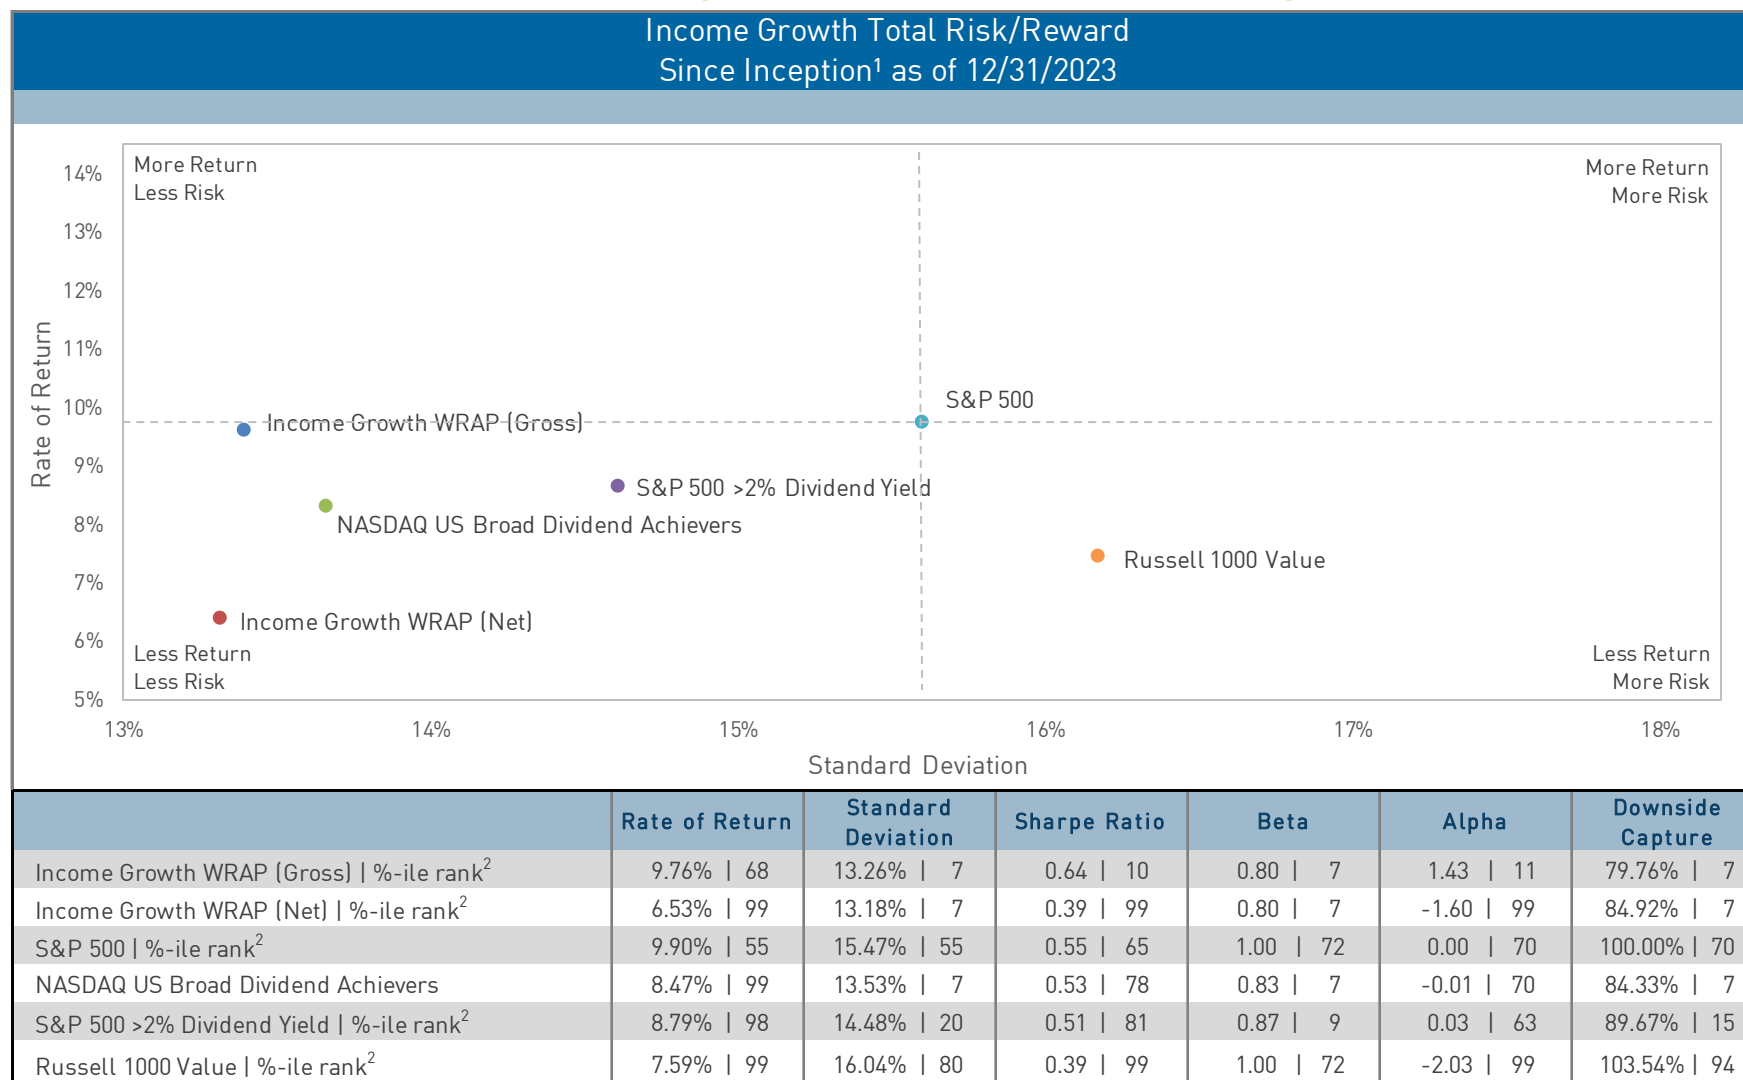 Income Growth Total Risk/Reward
Since Inception¹ as of 12/31/2023
More Return
Less Risk
More Return
More Risk
14%
13%
12%
11%
10%
9%
8%
7%
6%
5%
Rate of Return
S&P 500
Income Growth WRAP (Gross)
S&P 500 >2% Dividend Yield
NASDAQ US Broad Dividend Achievers
Russell 1000 Value
Income Growth WRAP (Net)
Less Return
Less Risk
Less Return
More Risk
13% 14% 15% 16% 17% 18%
Standard Deviation
Rate of Return | Standard Deviation | Sharpe Ratio | Beta | Alpha | Downside Capture
Income Growth WRAP (Gross) | %-ile rank² 9.76% | 68 13.26% | 7 0.64 | 10 0.80 | 7 1.43 | 11 79.76% | 7
Income Growth WRAP (Net) | %-ile rank² 6.53% | 99 13.18% | 7 0.39 | 99 0.80 | 7 -1.60 | 99 84.92% | 7
S&P 500 | %-ile rank² 9.90% | 55 15.47% | 55 0.55 | 65 1.00 | 72 0.00 | 70 100.00% | 70
NASDAQ US Broad Dividend Achievers 8.47% | 99 13.53% | 7 0.53 | 78 0.83 | 7 -0.01 | 70 84.33% | 7
S&P 500 >2% Dividend Yield | %-ile rank² 8.79% | 98 14.48% | 20 0.51 | 81 0.87 | 9 0.03 | 63 89.67% | 15
Russell 1000 Value | %-ile rank² 7.59% | 99 16.04% | 80 0.39 | 99 1.00 | 72 -2.03 | 99 103.54% | 94